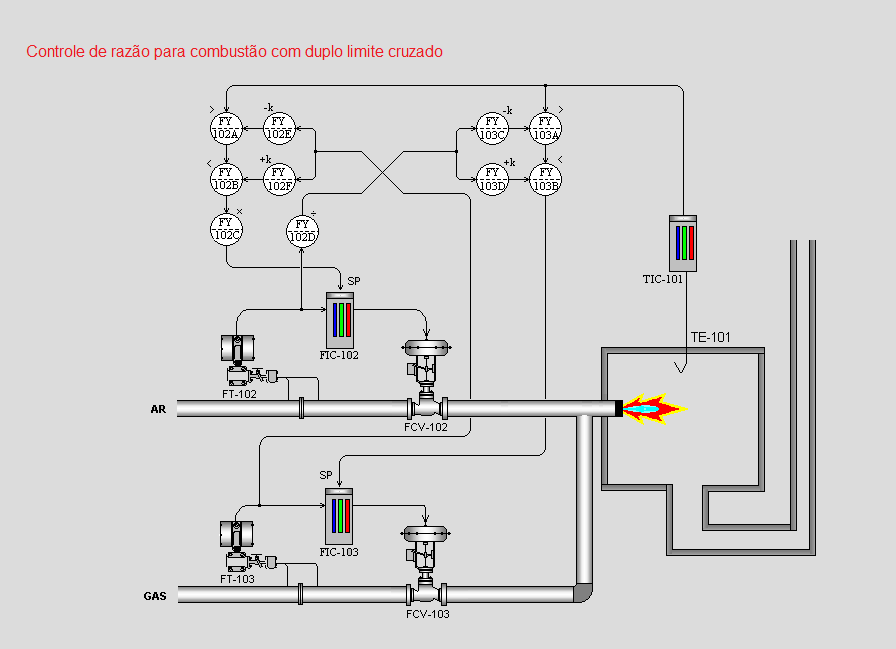 Controle de razão para combustão com duplo limite cruzado
> -k -k >
FY 102A FY 102E FY 103C FY 103A
< +k +k <
FY 102B FY 102F FY 103D FY 103B
× ÷
FY 102C FY 102D
TIC-101
SP
TE-101
FIC-102
FT-102
AR
FCV-102
SP
FIC-103
FT-103
GAS
FCV-103